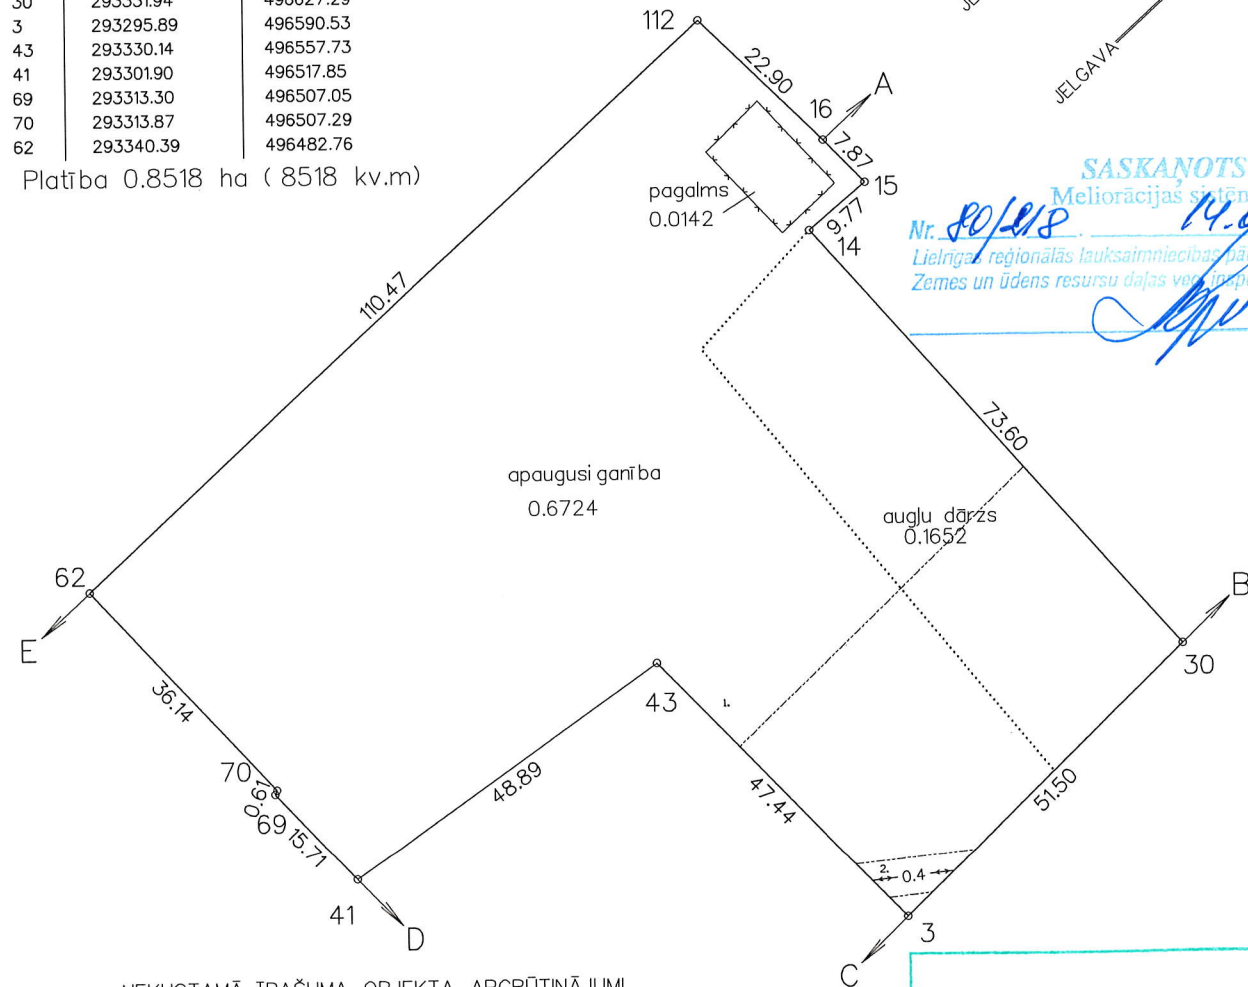 3 293295.89 496590.53
43 293330.14 496557.73
41 293301.90 496517.85
69 293313.30 496507.05
70 293313.87 496507.29
62 293340.39 496482.76
Platība 0.8518 ha ( 8518 kv.m)
JELGAVA
112
22.90
A
16
7.87
15
9.77
14
pagalms
0.0142
SASKAŅOTS
Meliorācijas
Nr. 80/218
Lielrīgas reģionālās lauksaimniecības
Zemes un ūdens resursu daļas
110.47
73.60
apaugusi ganība
0.6724
augļu dārzs
0.1652
62
E
B
30
43
1.
36.14
70
0.61
69
15.71
48.89
47.44
51.50
2.
0.4
41
D
3
C